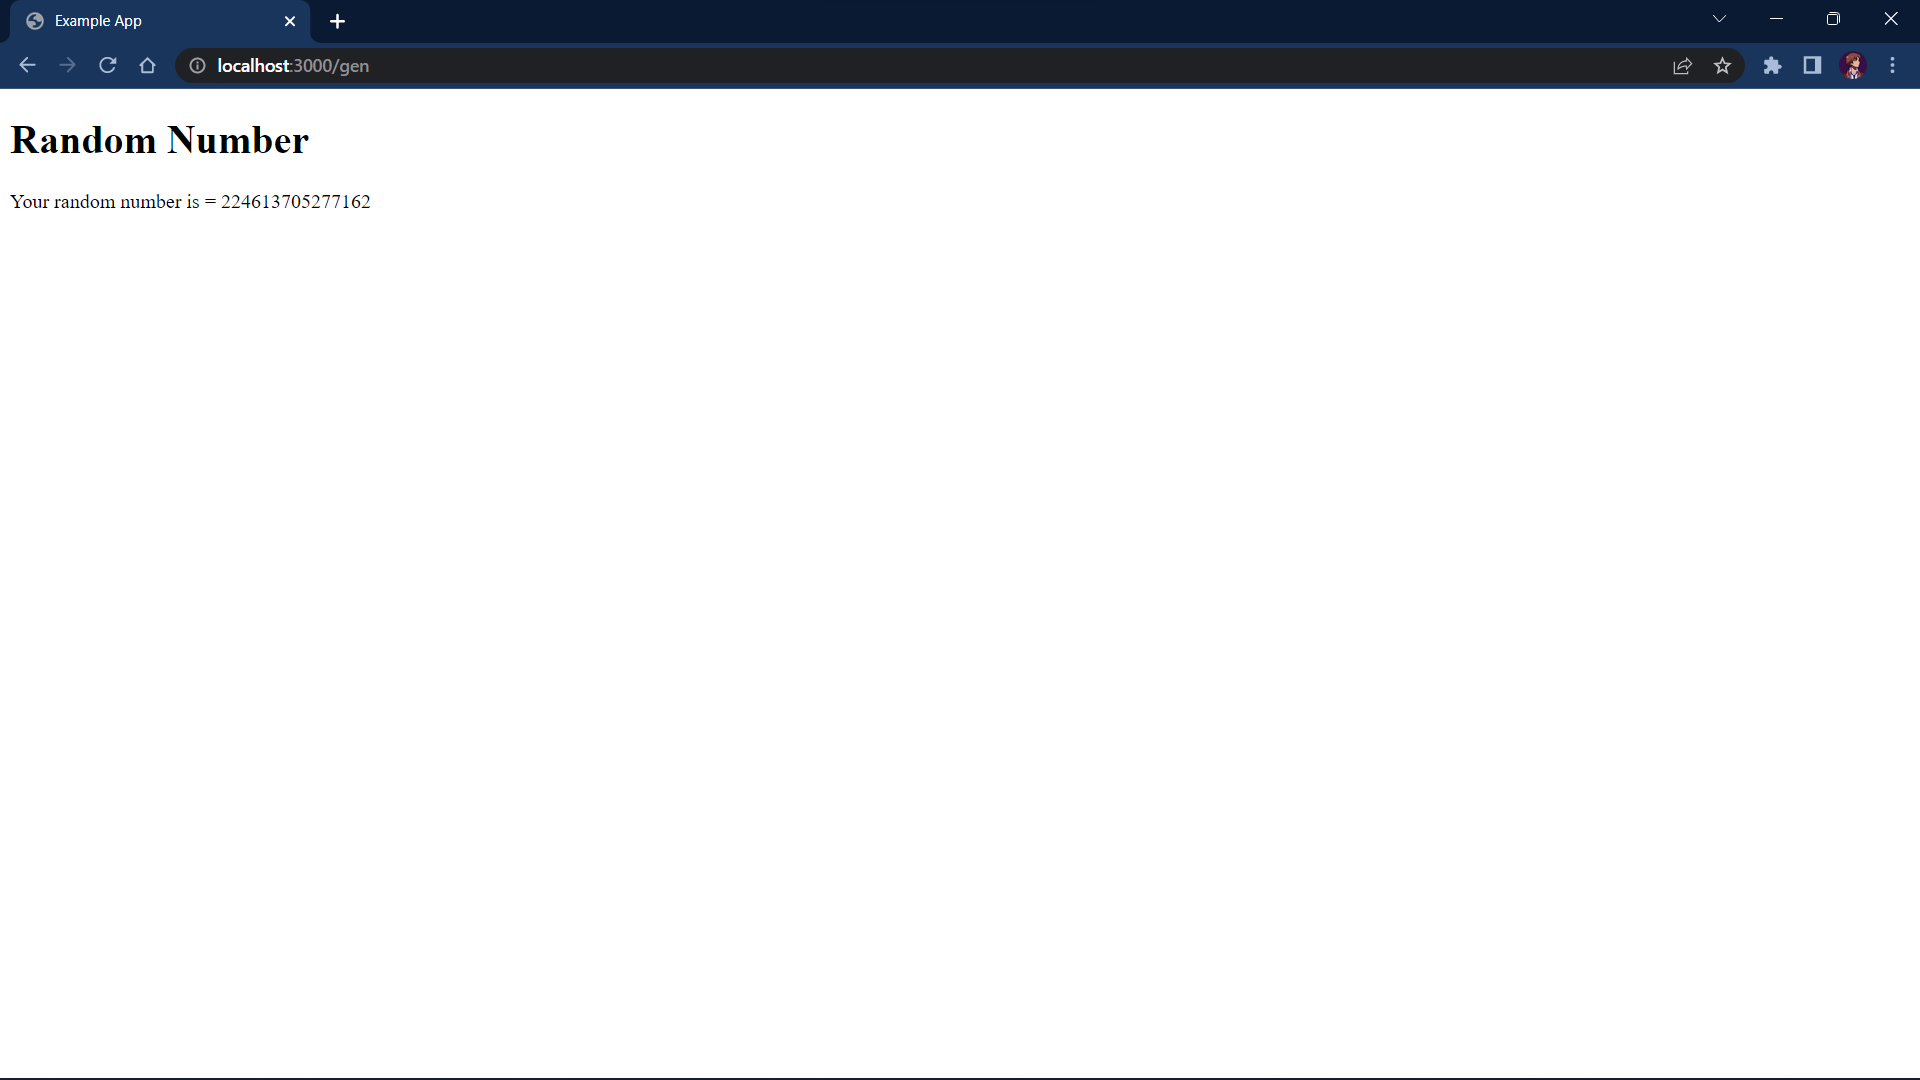 Example App
localhost:3000/gen
Random Number
Your random number is = 224613705277162